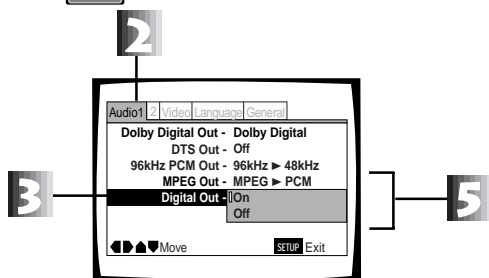 2
Audio1 2 Video Language General
Dolby Digital Out - Dolby Digital
DTS Out - Off
96kHz PCM Out - 96kHz ► 48kHz
MPEG Out - MPEG ► PCM
3 Digital Out - On 5
Off
Move SETUP Exit